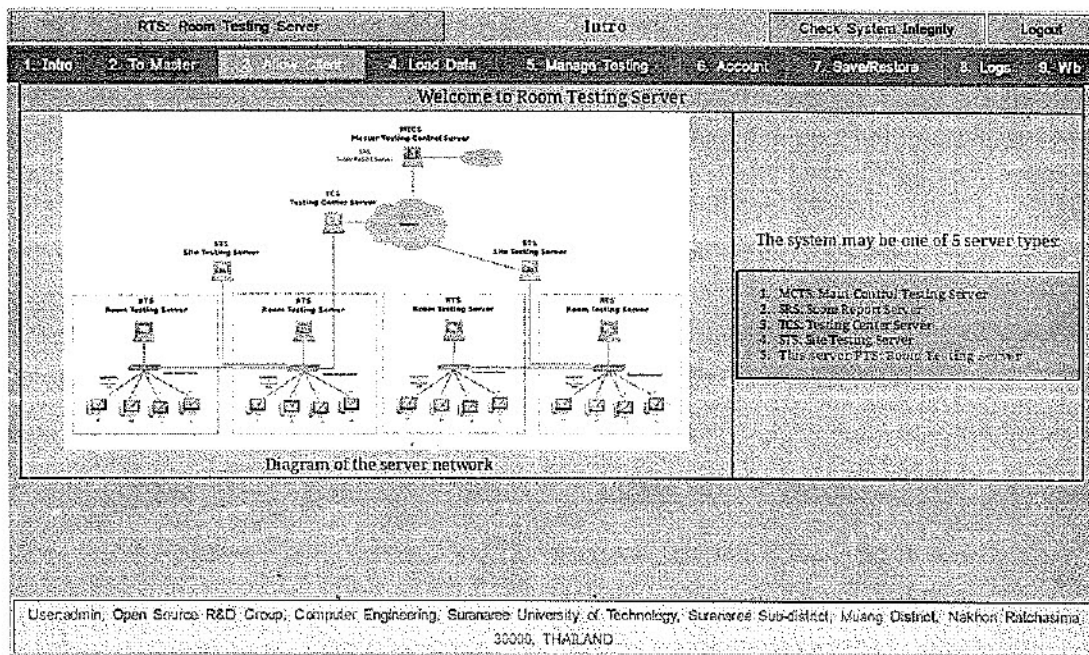 RTS: Room Testing Server
Intro
Check System Integrity
Logout
1. Intro
2. To Master
3. Allow Client
4. Load Data
5. Manage Testing
6. Account
7. Save/Restore
8. Logs
9. Wb
Welcome to Room Testing Server
MTCS
Master Testing Control Server
SRS
Score Report Server
TCS
Testing Center Server
STS
Site Testing Server
STS
Site Testing Server
RTS
Room Testing Server
RTS
Room Testing Server
RTS
Room Testing Server
RTS
Room Testing Server
Diagram of the server network
The system may be one of 5 server types:
1. MCTS: Main Control Testing Server
2. SRS: Score Report Server
3. TCS: Testing Center Server
4. STS: Site Testing Server
5. This server RTS: Room Testing Server
User:admin, Open Source R&D Group, Computer Engineering, Suranaree University of Technology, Suranaree Sub-district, Muang District, Nakhon Ratchasima
30000, THAILAND